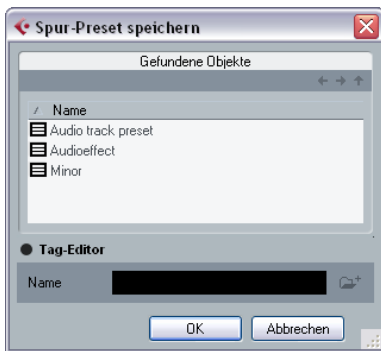 Spur-Preset speichern
Gefundene Objekte
Name
Audio track preset
Audioeffect
Minor
Tag-Editor
Name
OK
Abbrechen